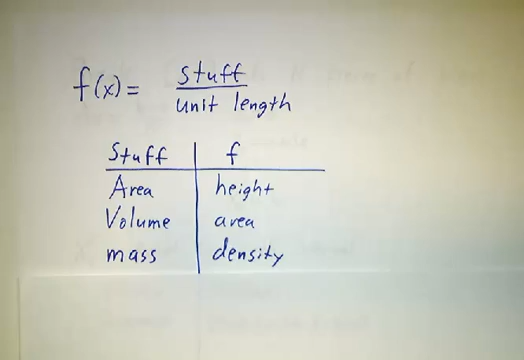 f(x) = stuff / unit length
Stuff f
Area height
Volume area
mass density